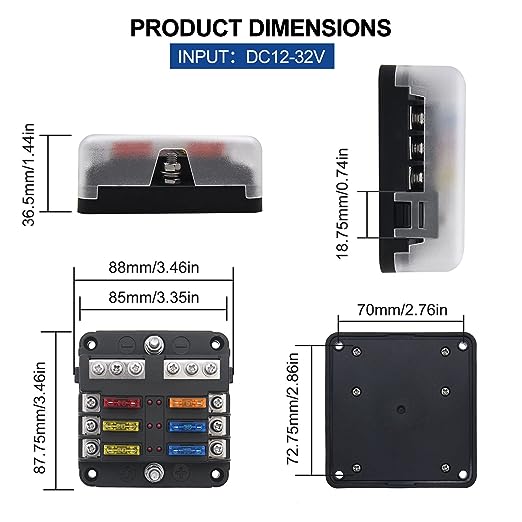 PRODUCT DIMENSIONS
INPUT: DC12-32V
36.5mm/1.44in
18.75mm/0.74in
88mm/3.46in
85mm/3.35in
87.75mm/3.46in
70mm/2.76in
72.75mm/2.86in